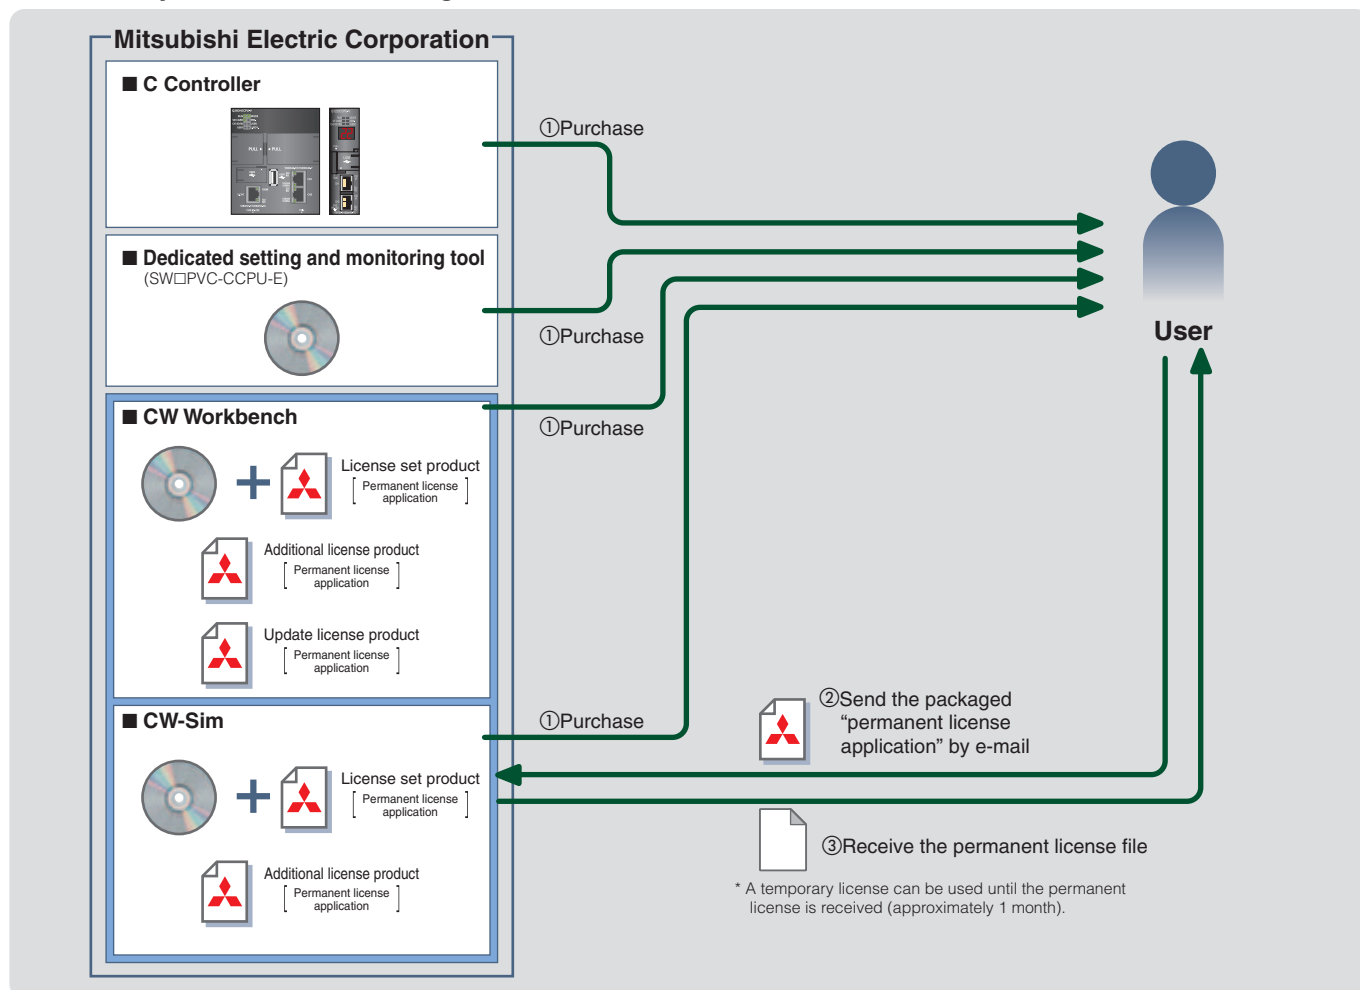 Mitsubishi Electric Corporation
■ C Controller
PULL
PULL
①Purchase
■ Dedicated setting and monitoring tool
(SW□PVC-CCPU-E)
①Purchase
■ CW Workbench
①Purchase
License set product
[ Permanent license
application ]
Additional license product
[ Permanent license
application ]
Update license product
[ Permanent license
application ]
■ CW-Sim
①Purchase
License set product
[ Permanent license
application ]
Additional license product
[ Permanent license
application ]
User
②Send the packaged
“permanent license
application” by e-mail
③Receive the permanent license file
* A temporary license can be used until the permanent
license is received (approximately 1 month).